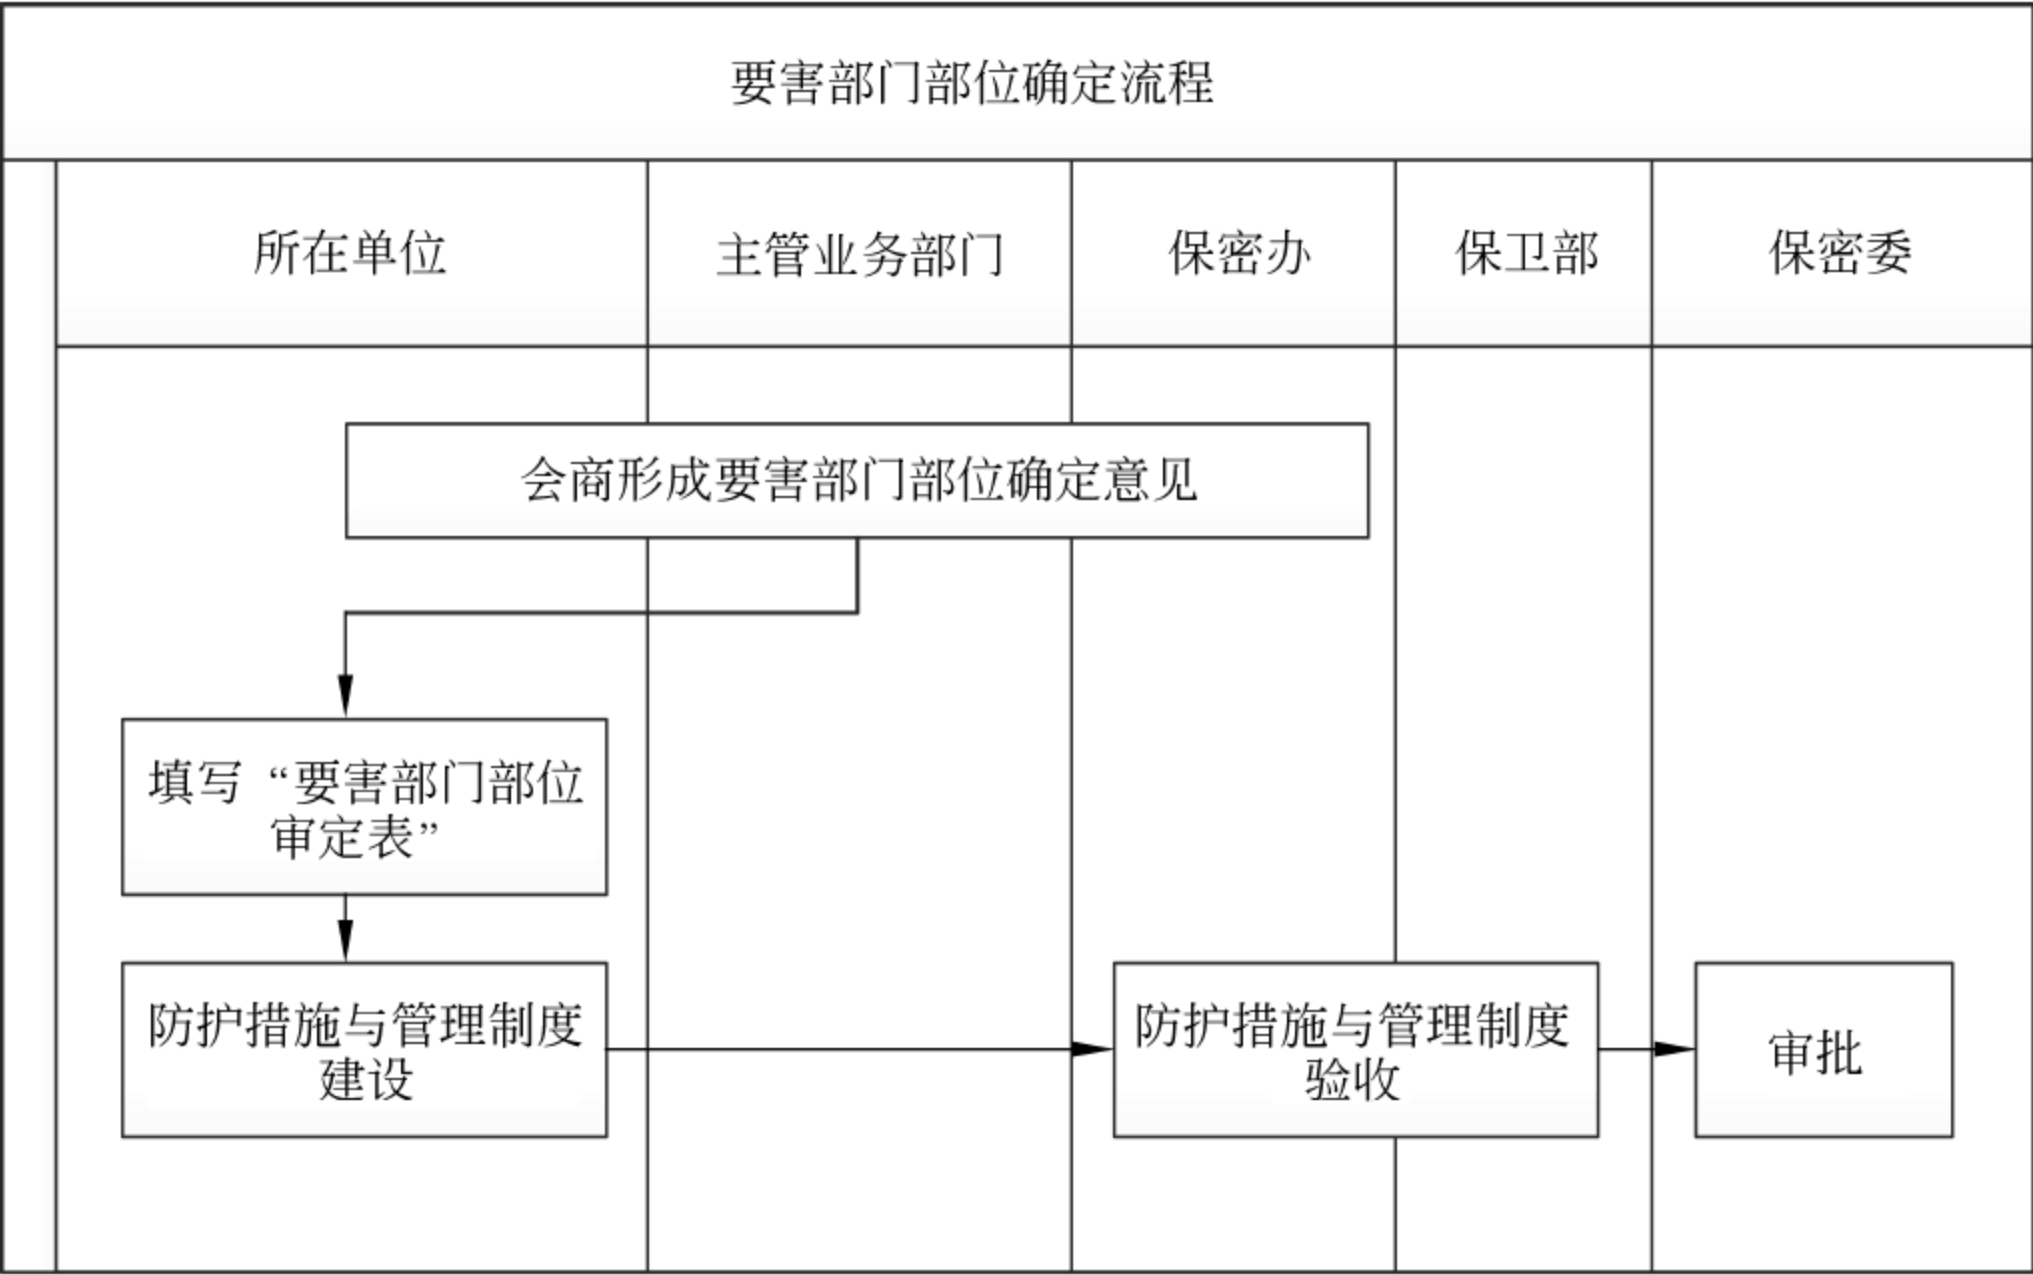 要害部门部位确定流程
所在单位
主管业务部门
保密办
保卫部
保密委
会商形成要害部门部位确定意见
填写“要害部门部位
审定表”
防护措施与管理制度
建设
防护措施与管理制度
验收
审批